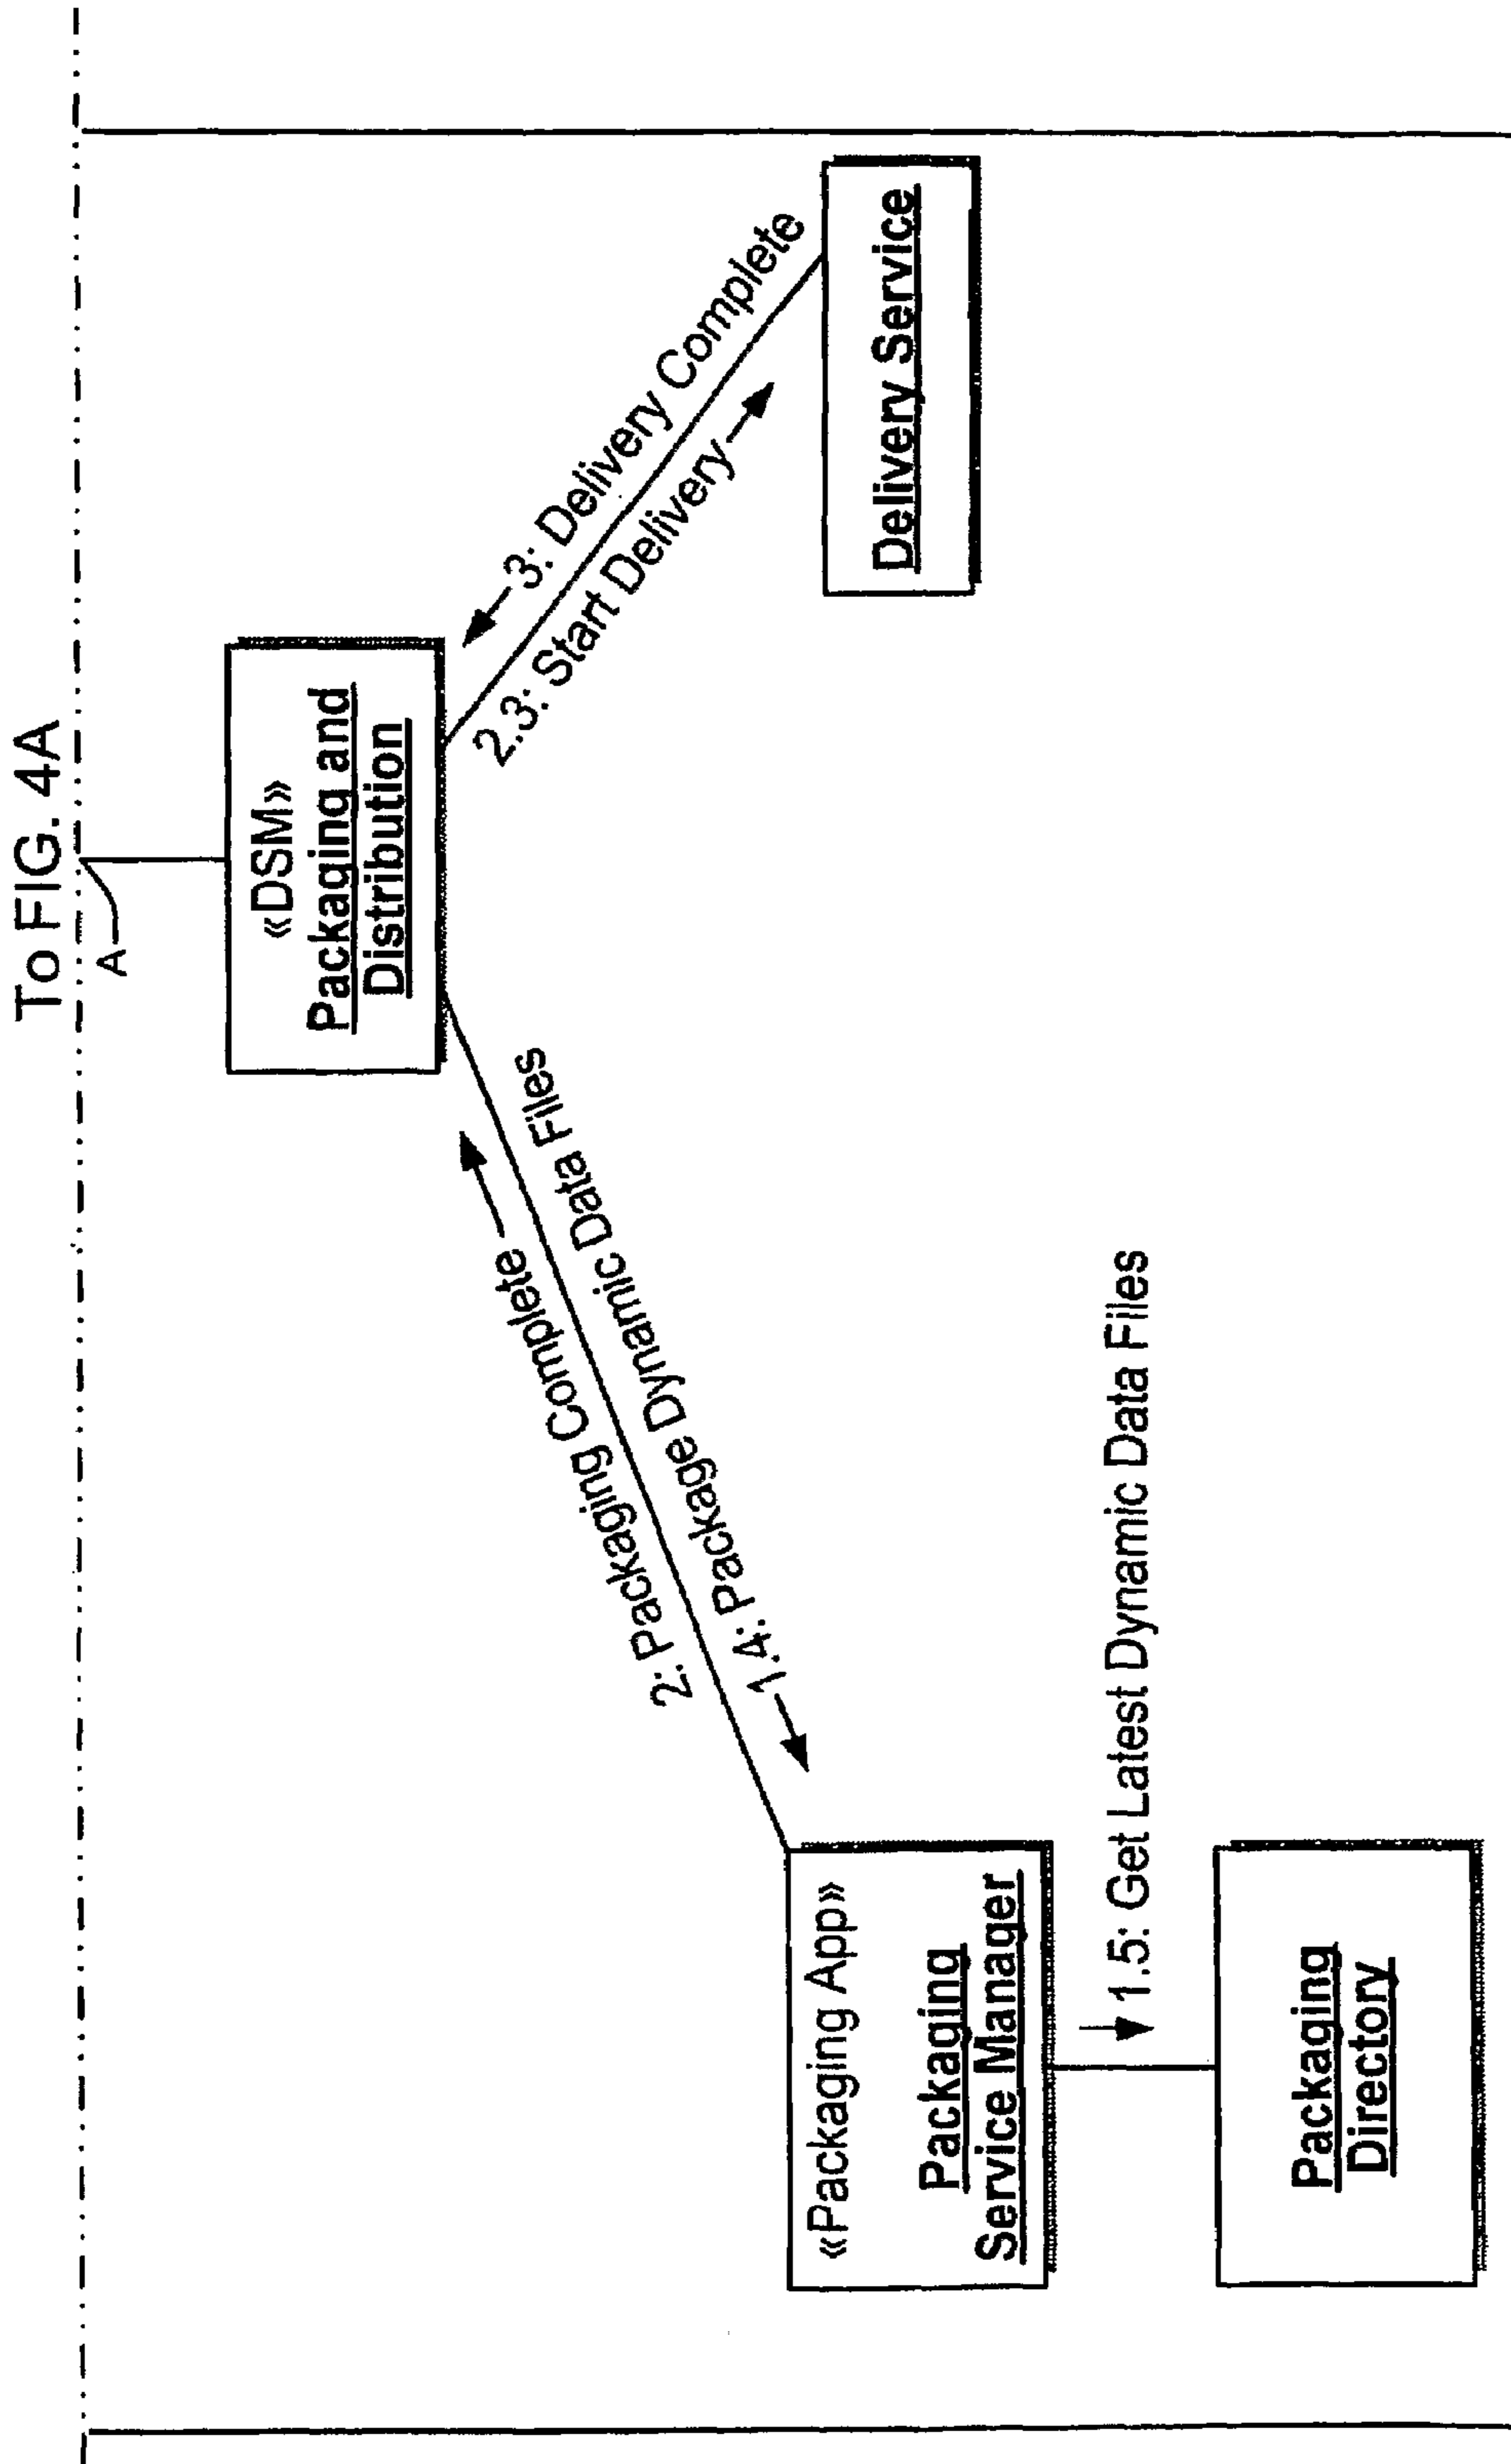 To FIG. 4A
A
«DSM»
Packaging and
Distribution
2: Packaging Complete
1.4: Package Dynamic Data Files
3: Delivery Complete
2.3: Start Delivery
«Packaging App»
Packaging
Service Manager
Delivery Service
1.5: Get Latest Dynamic Data Files
Packaging
Directory